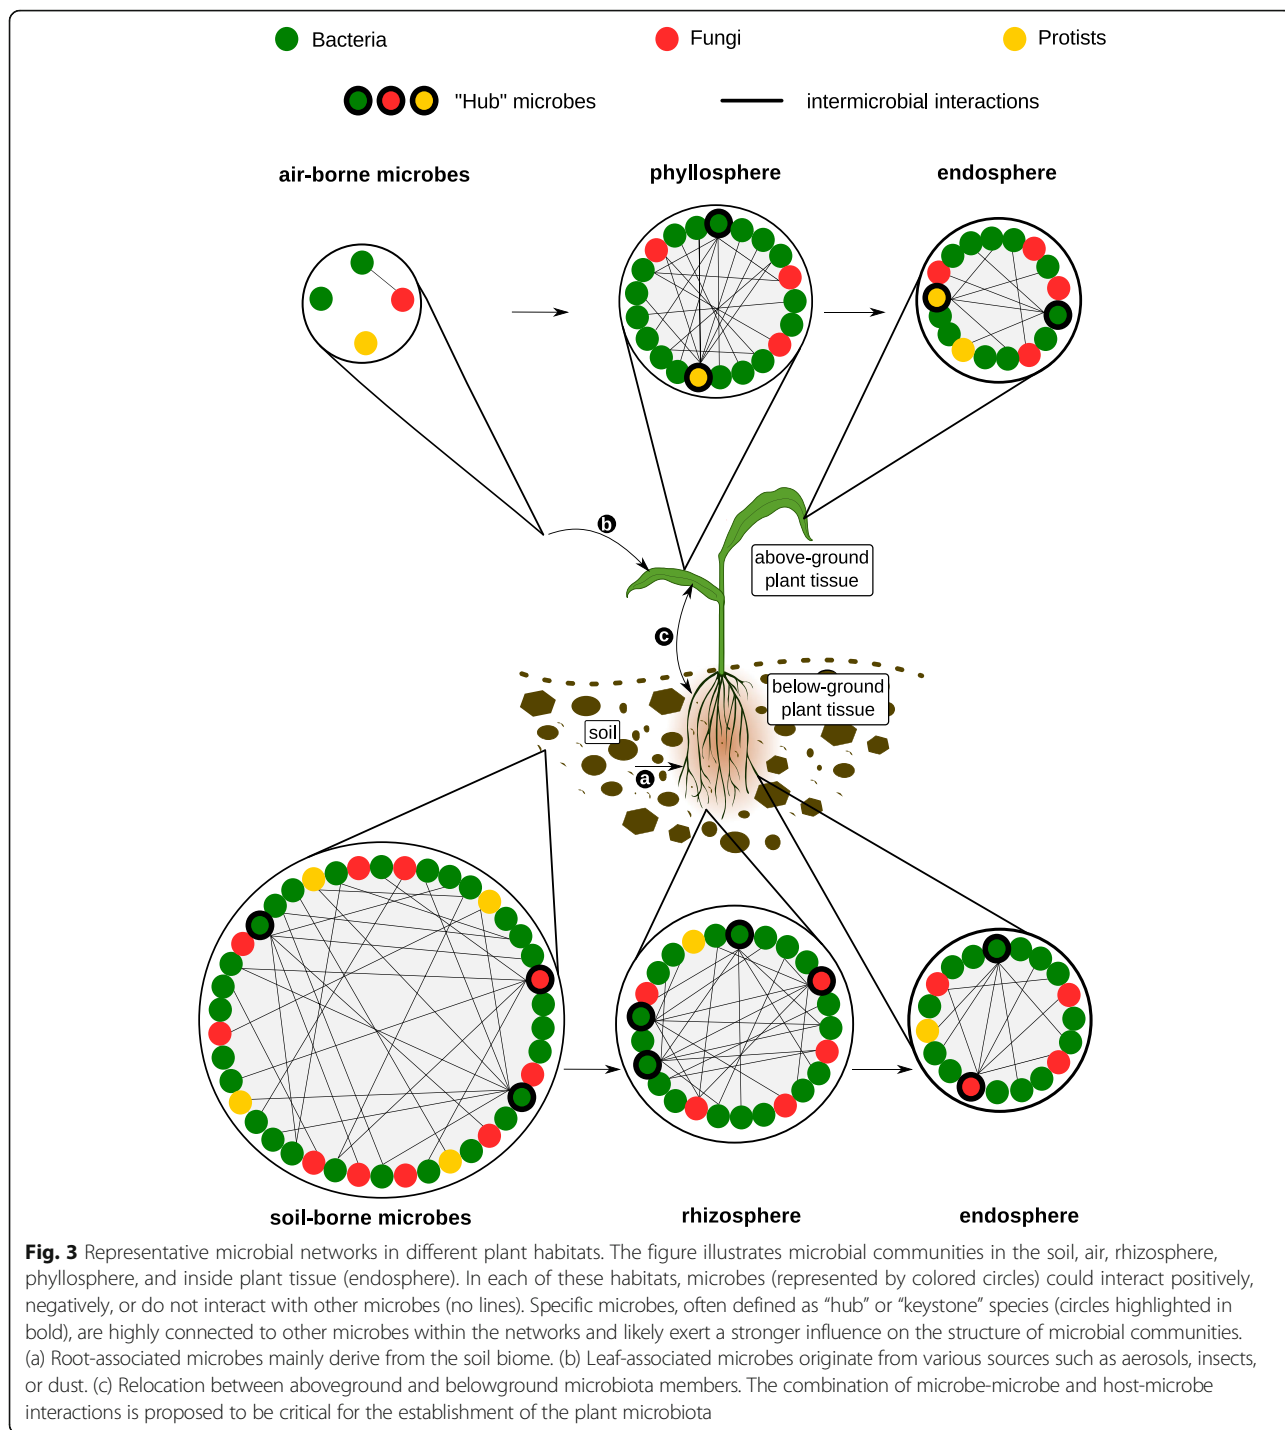 Bacteria
Fungi
Protists
"Hub" microbes
intermicrobial interactions
air-borne microbes
phyllosphere
endosphere
b
above-ground
plant tissue
c
below-ground
plant tissue
soil
a
soil-borne microbes
rhizosphere
endosphere
Fig. 3 Representative microbial networks in different plant habitats. The figure illustrates microbial communities in the soil, air, rhizosphere,
phyllosphere, and inside plant tissue (endosphere). In each of these habitats, microbes (represented by colored circles) could interact positively,
negatively, or do not interact with other microbes (no lines). Specific microbes, often defined as “hub” or “keystone” species (circles highlighted in
bold), are highly connected to other microbes within the networks and likely exert a stronger influence on the structure of microbial communities.
(a) Root-associated microbes mainly derive from the soil biome. (b) Leaf-associated microbes originate from various sources such as aerosols, insects,
or dust. (c) Relocation between aboveground and belowground microbiota members. The combination of microbe-microbe and host-microbe
interactions is proposed to be critical for the establishment of the plant microbiota